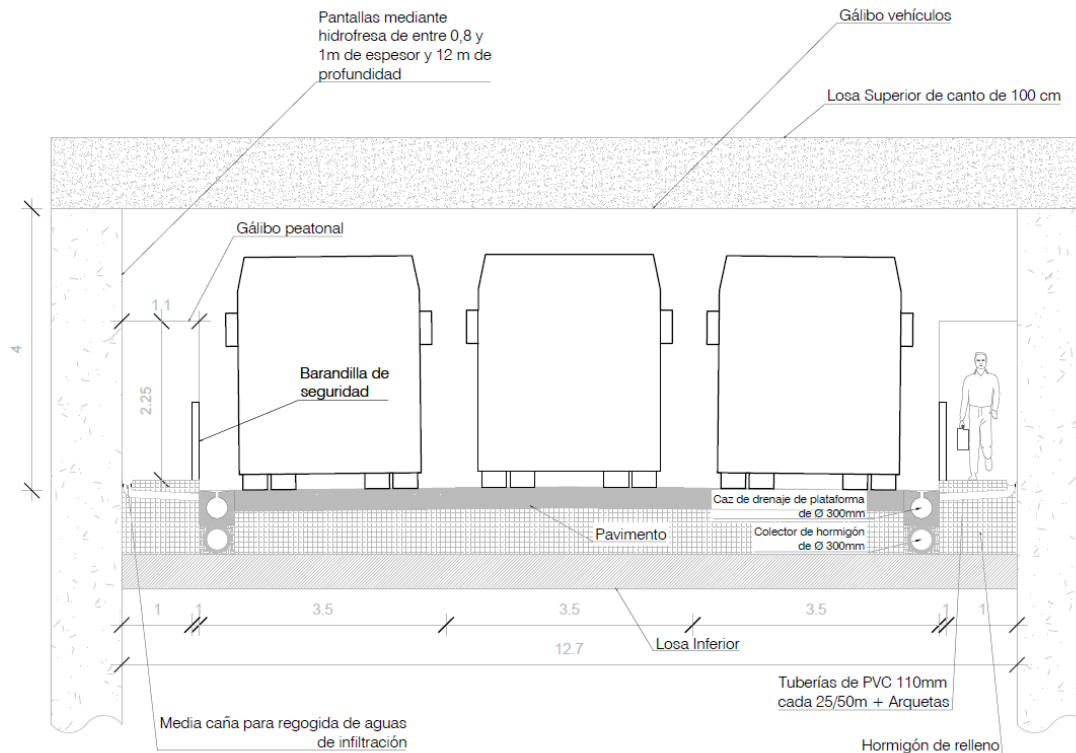 Pantallas mediante
hidrofresa de entre 0,8 y
1m de espesor y 12 m de
profundidad
Gálibo vehículos
Losa Superior de canto de 100 cm
Gálibo peatonal
1.1
4
2.25
Barandilla de
seguridad
Caz de drenaje de plataforma
de Ø 300mm
Pavimento
Colector de hormigón
de Ø 300mm
1
1
3.5
3.5
3.5
1
1
Losa Inferior
12.7
Tuberías de PVC 110mm
cada 25/50m + Arquetas
Media caña para regogida de aguas
de infiltración
Hormigón de relleno